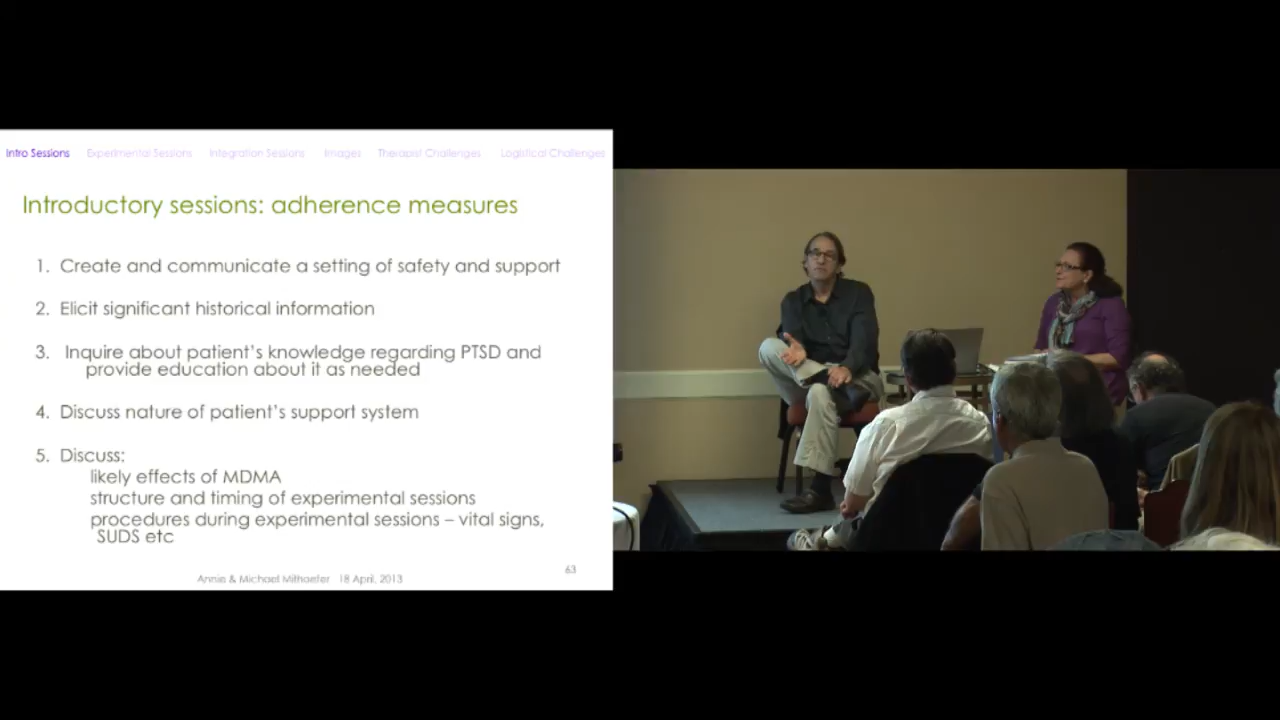 Intro Sessions Experimental Sessions Integration Sessions Images Therapist Challenges Logistical Challenges
Introductory sessions: adherence measures
1. Create and communicate a setting of safety and support
2. Elicit significant historical information
3. Inquire about patient's knowledge regarding PTSD and
provide education about it as needed
4. Discuss nature of patient's support system
5. Discuss:
likely effects of MDMA
structure and timing of experimental sessions
procedures during experimental sessions – vital signs,
SUDS etc
63
Annie & Michael Mithoefer 18 April, 2013